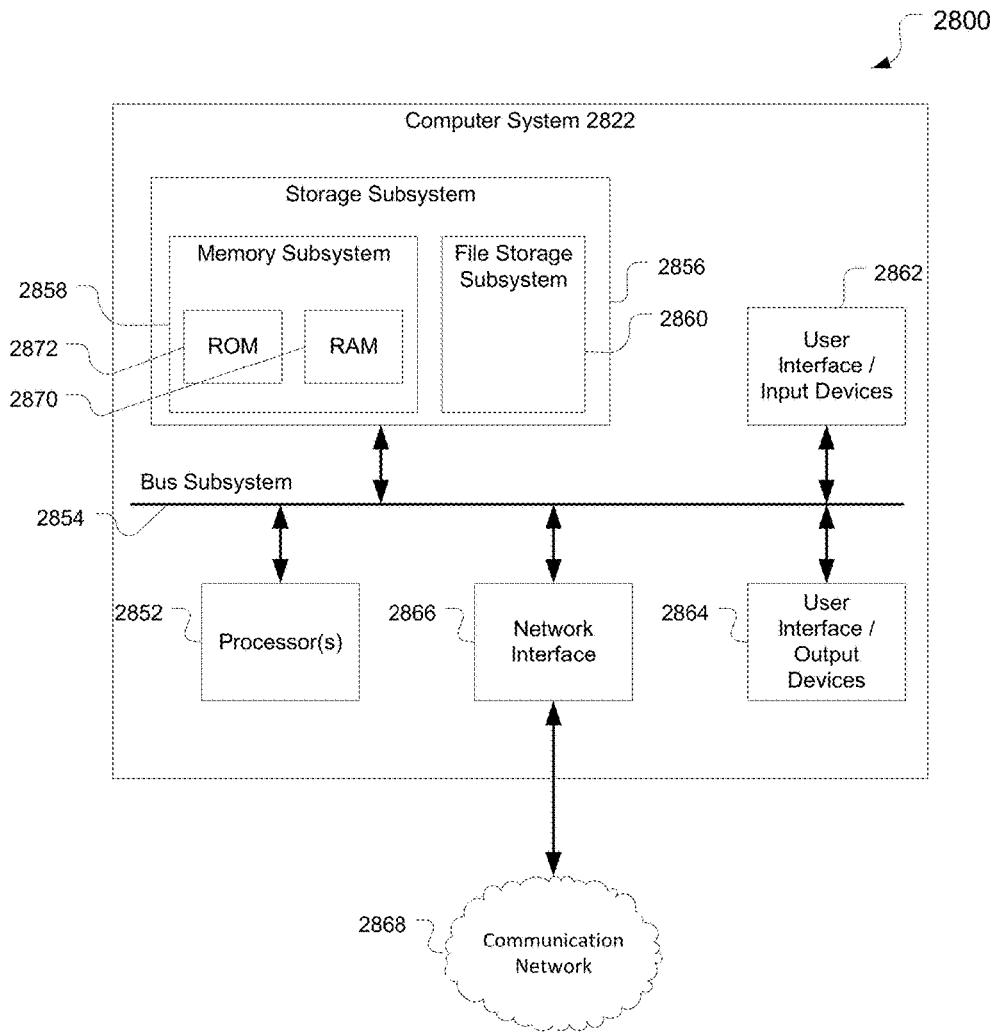 2800
Computer System 2822
Storage Subsystem
Memory Subsystem
File Storage
Subsystem
2856
2862
2858
2860
2872
ROM
RAM
User
Interface /
Input Devices
2870
Bus Subsystem
2854
2852
Processor(s)
2866
Network
Interface
2864
User
Interface /
Output
Devices
2868
Communication
Network